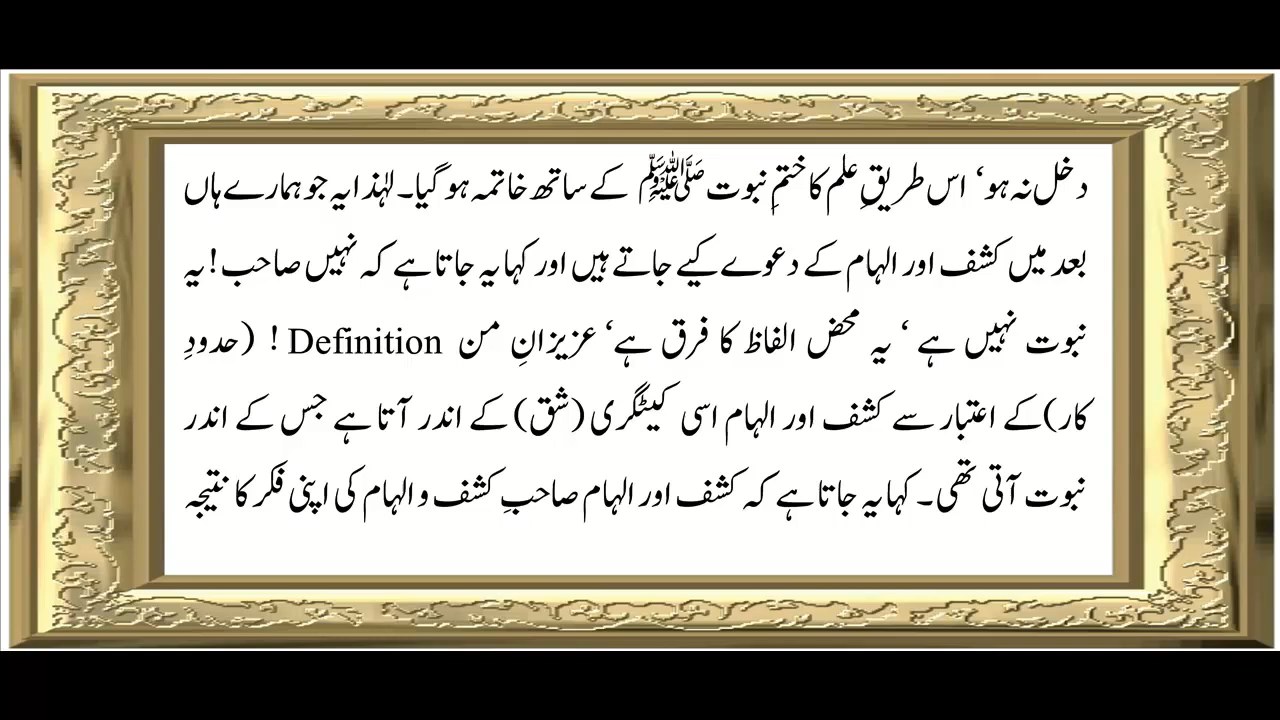 دخل نہ ہو‘ اس طریقِ علم کا ختمِ نبوت ﷺ کے ساتھ خاتمہ ہو گیا۔ لہٰذا یہ جو ہمارے ہاں
بعد میں کشف اور الہام کے دعوے کیے جاتے ہیں اور کہا یہ جاتا ہے کہ نہیں صاحب! یہ
نبوت نہیں ہے ‘ یہ محض الفاظ کا فرق ہے‘ عزیزانِ من Definition ! (حدودِ
کار) کے اعتبار سے کشف اور الہام اسی کیٹگری (شق) کے اندر آتا ہے جس کے اندر
نبوت آتی تھی۔ کہا یہ جاتا ہے کہ کشف اور الہام صاحبِ کشف و الہام کی اپنی فکر کا نتیجہ